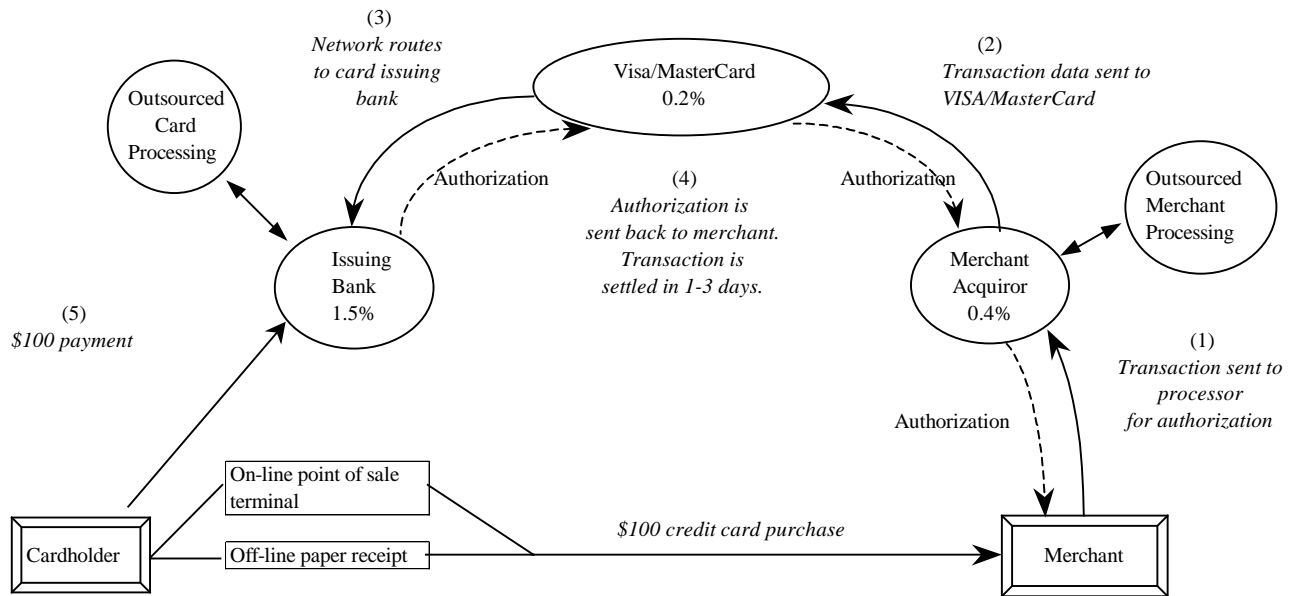 (3)
Network routes
to card issuing
bank
Visa/MasterCard
0.2%
(2)
Transaction data sent to
VISA/MasterCard
Outsourced
Card
Processing
Authorization
(4)
Authorization is
sent back to merchant.
Transaction is
settled in 1-3 days.
Authorization
Outsourced
Merchant
Processing
Issuing
Bank
1.5%
Merchant
Acquiror
0.4%
(5)
$100 payment
(1)
Transaction sent to
processor
for authorization
Authorization
On-line point of sale
terminal
$100 credit card purchase
Cardholder
Off-line paper receipt
Merchant